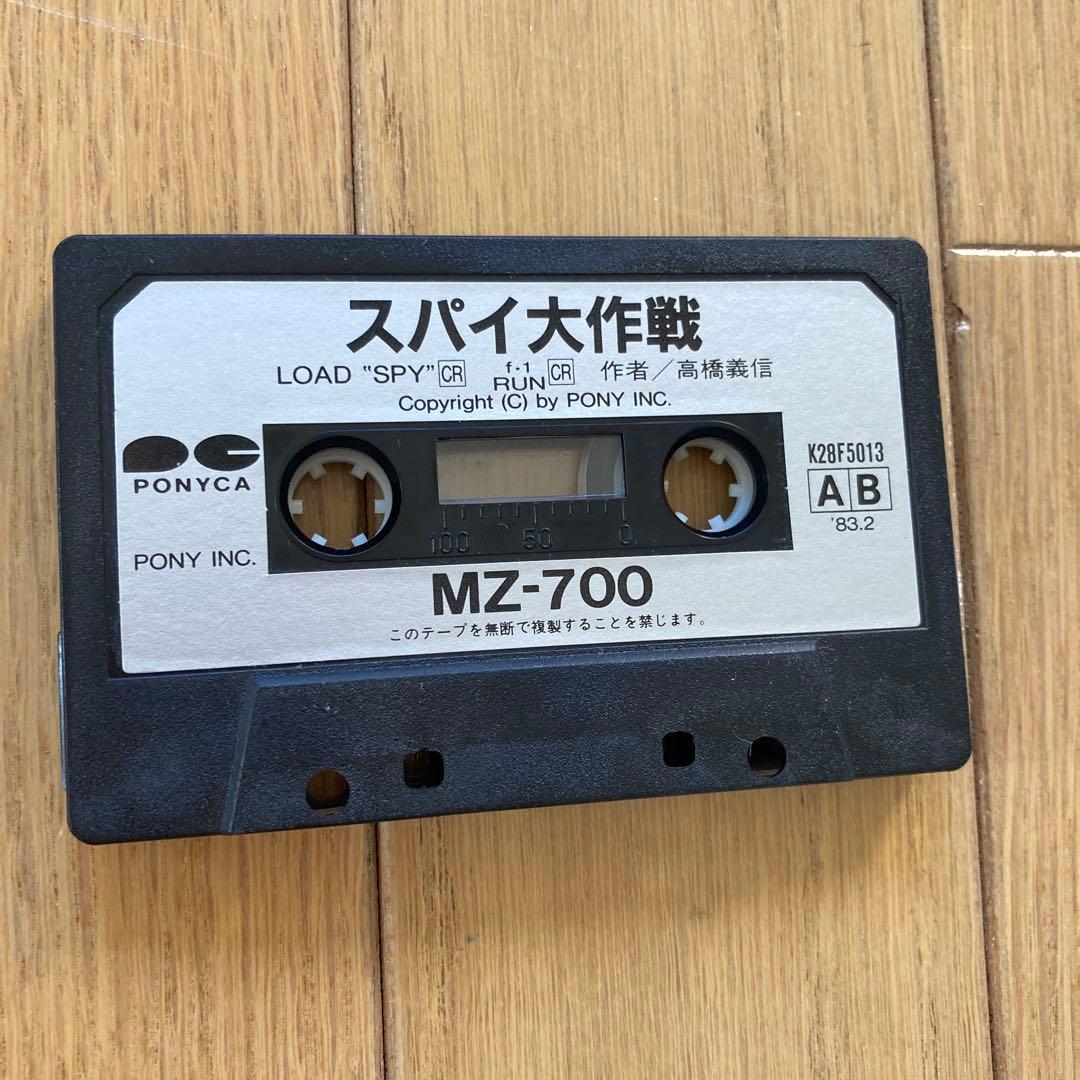 スパイ大作戦
LOAD "SPY" CR f・1 RUN CR 作者／高橋義信
Copyright (C) by PONY INC.
PC
PONYCA
K28F5013
A B
'83.2
100 50 0
PONY INC.
MZ-700
このテープを無断で複製することを禁じます。